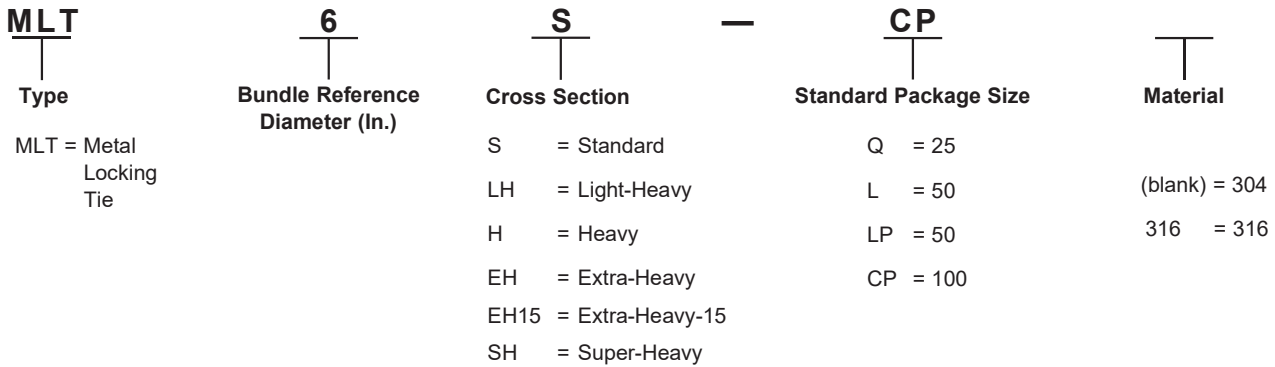 MLT 6 S — CP
Type
MLT = Metal
Locking
Tie
Bundle Reference
Diameter (In.)
Cross Section
S = Standard
LH = Light-Heavy
H = Heavy
EH = Extra-Heavy
EH15 = Extra-Heavy-15
SH = Super-Heavy
Standard Package Size
Q = 25
L = 50
LP = 50
CP = 100
Material
(blank) = 304
316 = 316